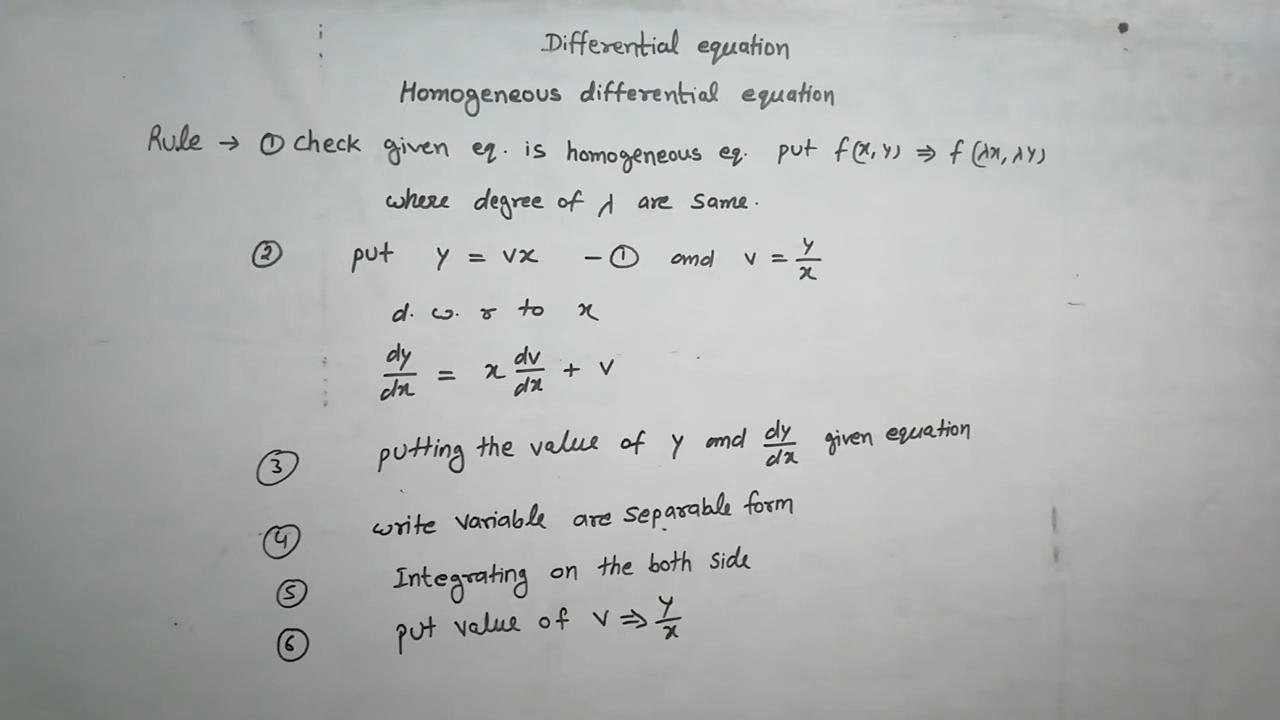 Differential equation
Homogeneous differential equation
Rule → ① check given eq. is homogeneous eq. put f(x, y) ⇒ f(λx, λy)
where degree of λ are same.
② put y = vx - ① and v = y/x
d. w. r to x
dy/dx = x dv/dx + v
③ putting the value of y and dy/dx given equation
④ write variable are separable form
⑤ Integrating on the both side
⑥ put value of v ⇒ y/x